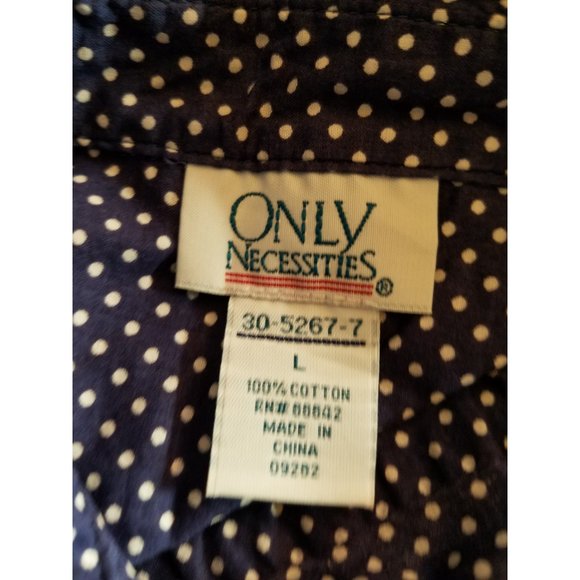 ONLY
NECESSITIES®
30-5267-7
L
100% COTTON
RN# 88842
MADE IN
CHINA
09282